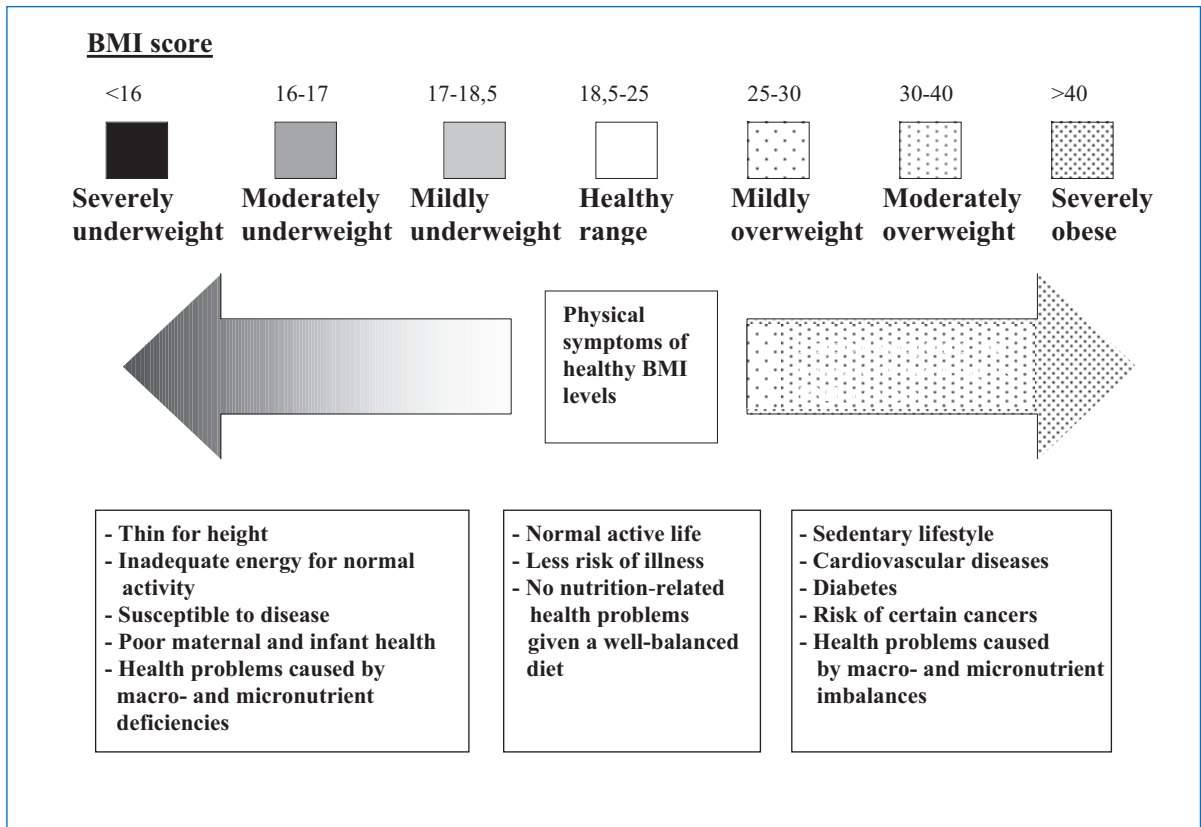 BMI score
<16 16-17 17-18,5 18,5-25 25-30 30-40 >40
Severely underweight
Moderately underweight
Mildly underweight
Healthy range
Mildly overweight
Moderately overweight
Severely obese
Physical
symptoms of
healthy BMI
levels
- Thin for height
- Inadequate energy for normal
activity
- Susceptible to disease
- Poor maternal and infant health
- Health problems caused by
macro- and micronutrient
deficiencies
- Normal active life
- Less risk of illness
- No nutrition-related
health problems
given a well-balanced
diet
- Sedentary lifestyle
- Cardiovascular diseases
- Diabetes
- Risk of certain cancers
- Health problems caused
by macro- and micronutrient
imbalances